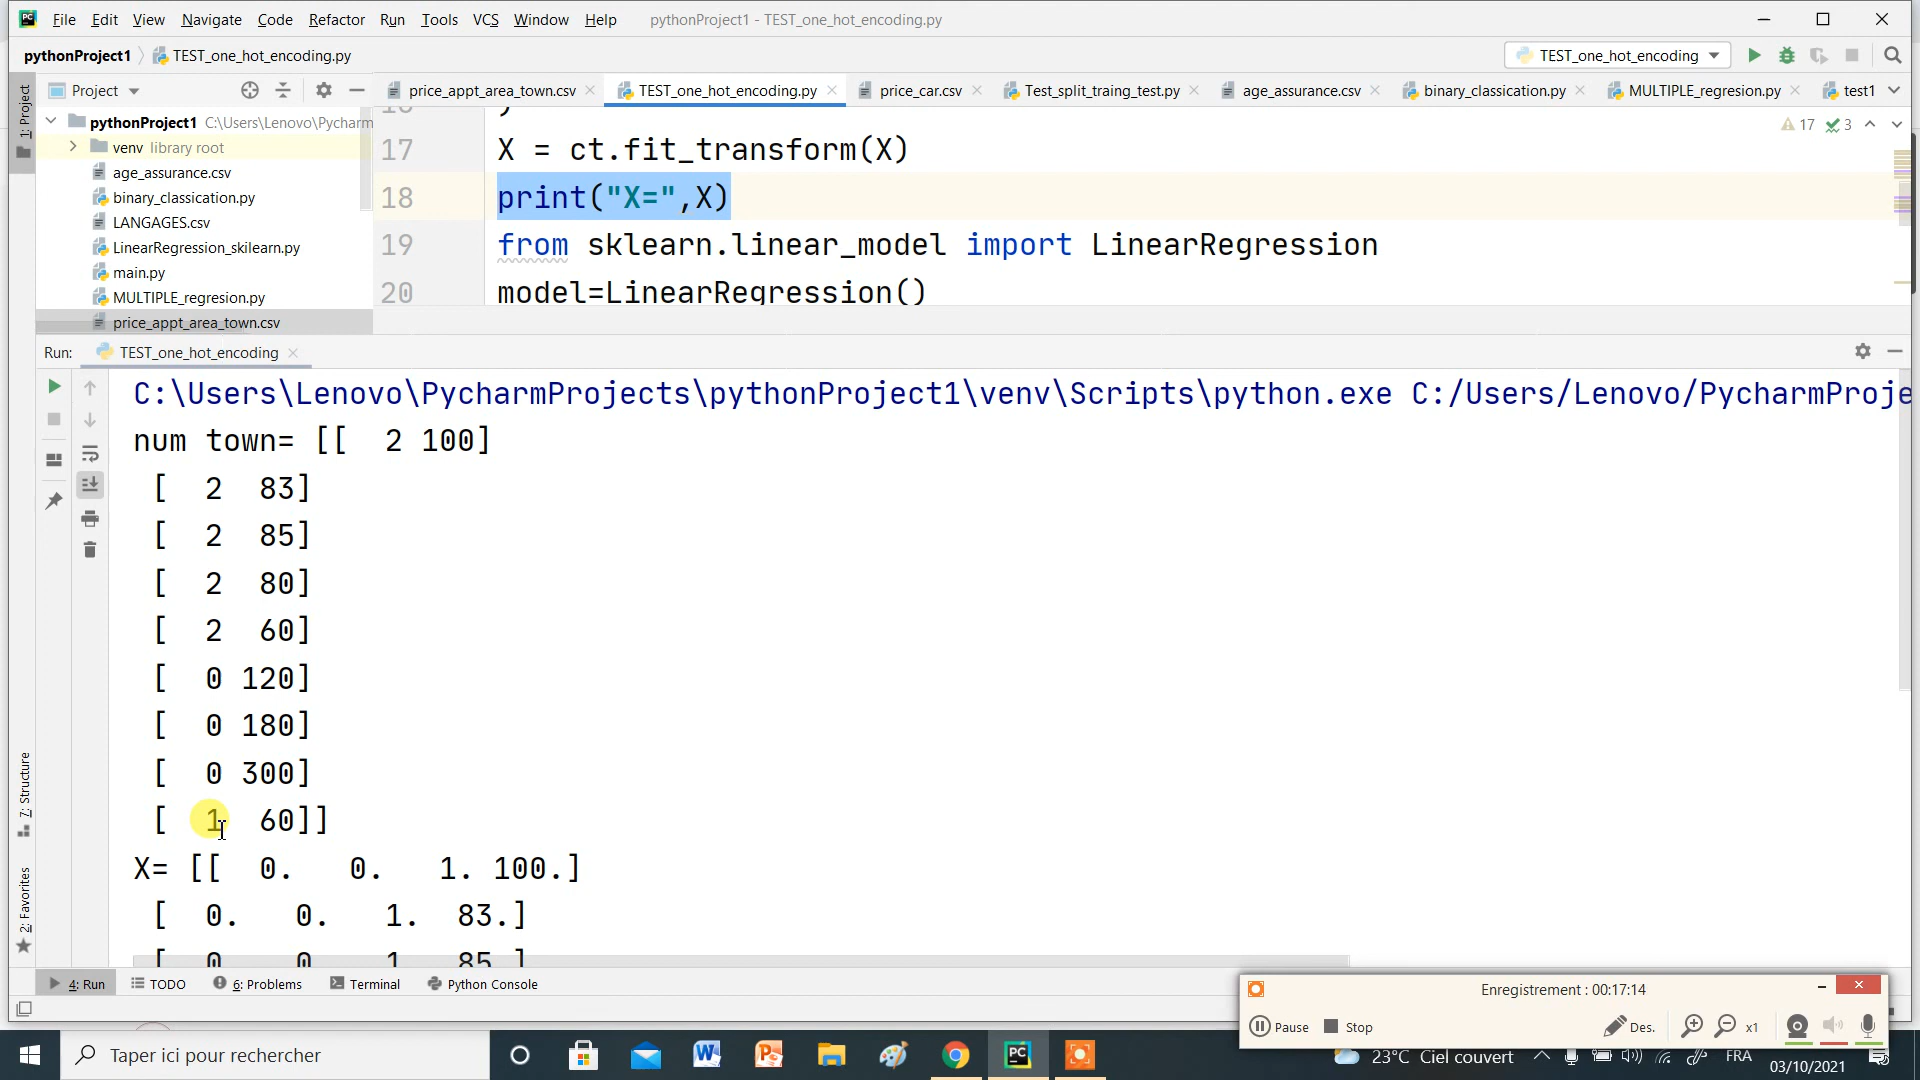 File Edit View Navigate Code Refactor Run Tools VCS Window Help pythonProject1 - TEST_one_hot_encoding.py
pythonProject1 TEST_one_hot_encoding.py TEST_one_hot_encoding
Project price_appt_area_town.csv TEST_one_hot_encoding.py price_car.csv Test_split_traing_test.py age_assurance.csv binary_classication.py MULTIPLE_regresion.py test1
1: Project
pythonProject1 C:\Users\Lenovo\Pycharm
venv library root
age_assurance.csv
binary_classication.py
LANGAGES.csv
LinearRegression_skilearn.py
main.py
MULTIPLE_regresion.py
price_appt_area_town.csv
17 3
17 X = ct.fit_transform(X)
18 print("X=",X)
19 from sklearn.linear_model import LinearRegression
20 model=LinearRegression()
Run: TEST_one_hot_encoding
C:\Users\Lenovo\PycharmProjects\pythonProject1\venv\Scripts\python.exe C:/Users/Lenovo/PycharmProje
num town= [[  2 100]
[  2  83]
[  2  85]
[  2  80]
[  2  60]
[  0 120]
[  0 180]
[  0 300]
[  1  60]]
X= [[  0.   0.   1. 100.]
[  0.   0.   1.  83.]
[  0.   0.   1.  85.]
7: Structure
2: Favorites
4: Run TODO 6: Problems Terminal Python Console
Enregistrement : 00:17:14
Pause Stop Des. x1
Taper ici pour rechercher 23°C Ciel couvert FRA
03/10/2021